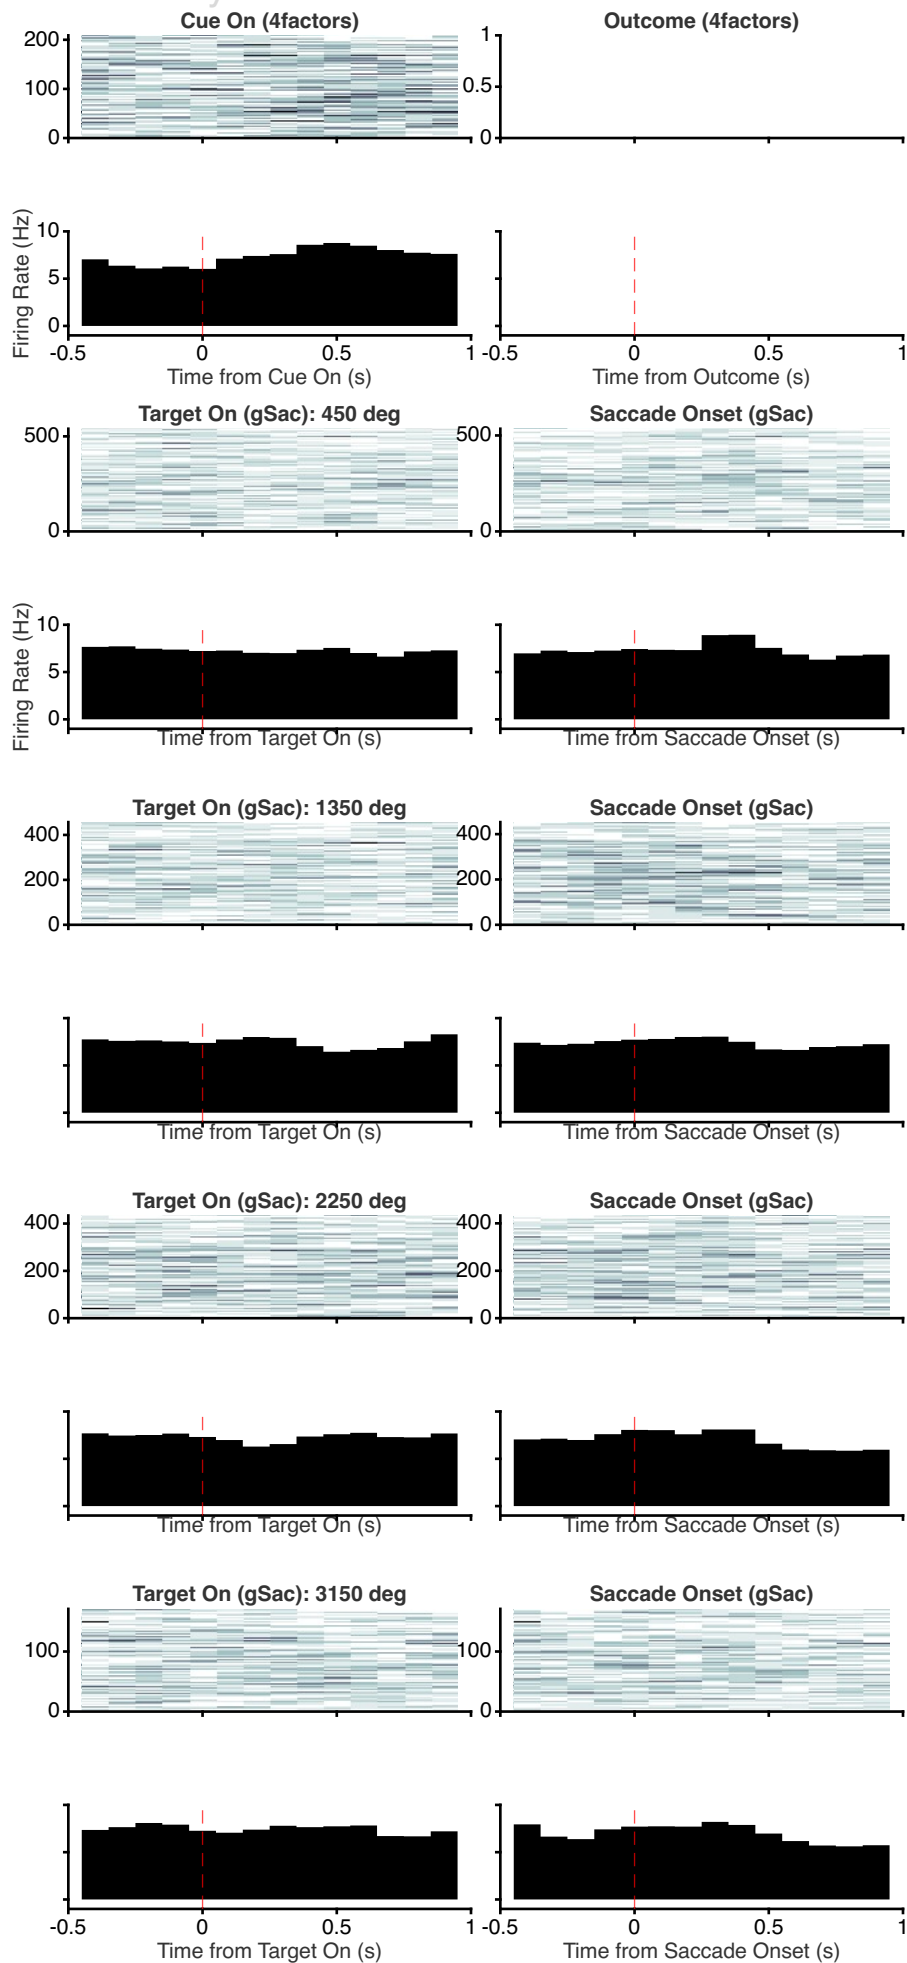 Cue On (4factors) Outcome (4factors)
200 1
100 0.5
0 0
Firing Rate (Hz)
10
5
0
-0.5 0 0.5 1 -0.5 0 0.5 1
Time from Cue On (s) Time from Outcome (s)
Target On (gSac): 450 deg Saccade Onset (gSac)
500 500
0 0
Firing Rate (Hz)
10
5
0
Time from Target On (s) Time from Saccade Onset (s)
Target On (gSac): 1350 deg Saccade Onset (gSac)
400 400
200 200
0 0
Time from Target On (s) Time from Saccade Onset (s)
Target On (gSac): 2250 deg Saccade Onset (gSac)
400 400
200 200
0 0
Time from Target On (s) Time from Saccade Onset (s)
Target On (gSac): 3150 deg Saccade Onset (gSac)
100 100
0 0
-0.5 0 0.5 1 -0.5 0 0.5 1
Time from Target On (s) Time from Saccade Onset (s)